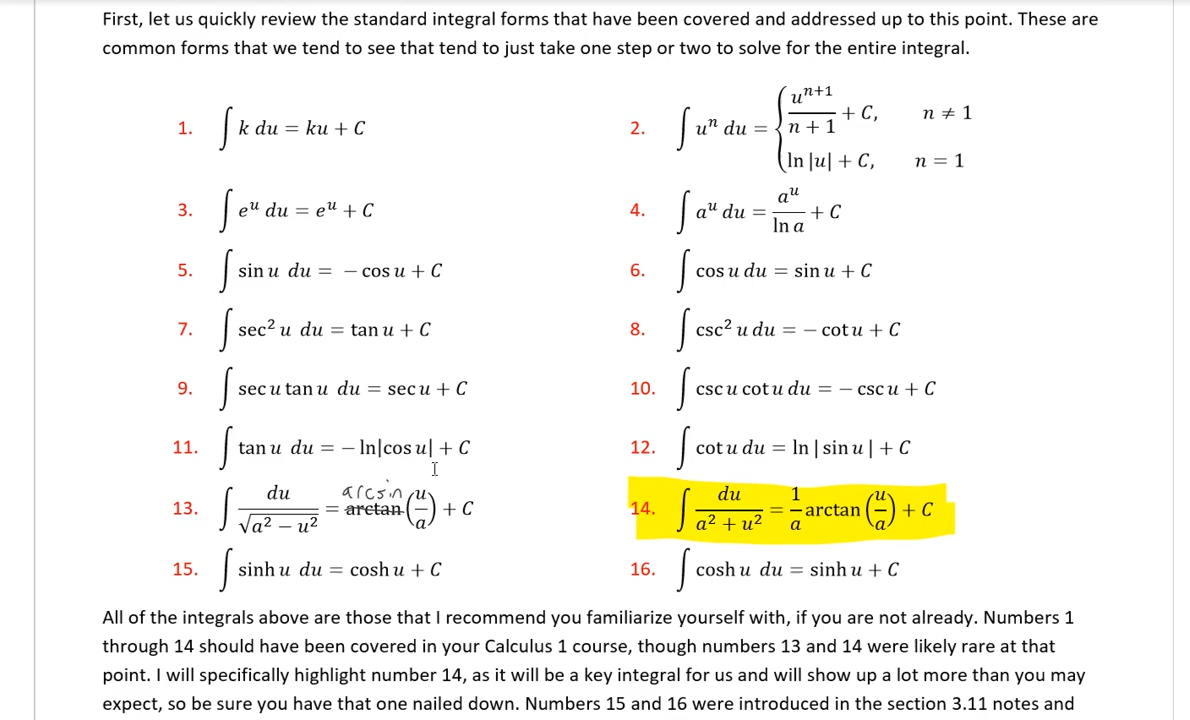 First, let us quickly review the standard integral forms that have been covered and addressed up to this point. These are
common forms that we tend to see that tend to just take one step or two to solve for the entire integral.
1. ∫ k du = ku + C
2. ∫ uⁿ du = { uⁿ⁺¹/(n + 1) + C, n ≠ 1
ln |u| + C, n = 1
3. ∫ eᵘ du = eᵘ + C
4. ∫ aᵘ du = aᵘ/ln a + C
5. ∫ sin u du = − cos u + C
6. ∫ cos u du = sin u + C
7. ∫ sec² u du = tan u + C
8. ∫ csc² u du = − cot u + C
9. ∫ sec u tan u du = sec u + C
10. ∫ csc u cot u du = − csc u + C
11. ∫ tan u du = − ln|cos u| + C
12. ∫ cot u du = ln | sin u | + C
13. ∫ du/√(a² − u²) = arcsin arctan (u/a) + C
14. ∫ du/(a² + u²) = 1/a arctan (u/a) + C
15. ∫ sinh u du = cosh u + C
16. ∫ cosh u du = sinh u + C
All of the integrals above are those that I recommend you familiarize yourself with, if you are not already. Numbers 1
through 14 should have been covered in your Calculus 1 course, though numbers 13 and 14 were likely rare at that
point. I will specifically highlight number 14, as it will be a key integral for us and will show up a lot more than you may
expect, so be sure you have that one nailed down. Numbers 15 and 16 were introduced in the section 3.11 notes and